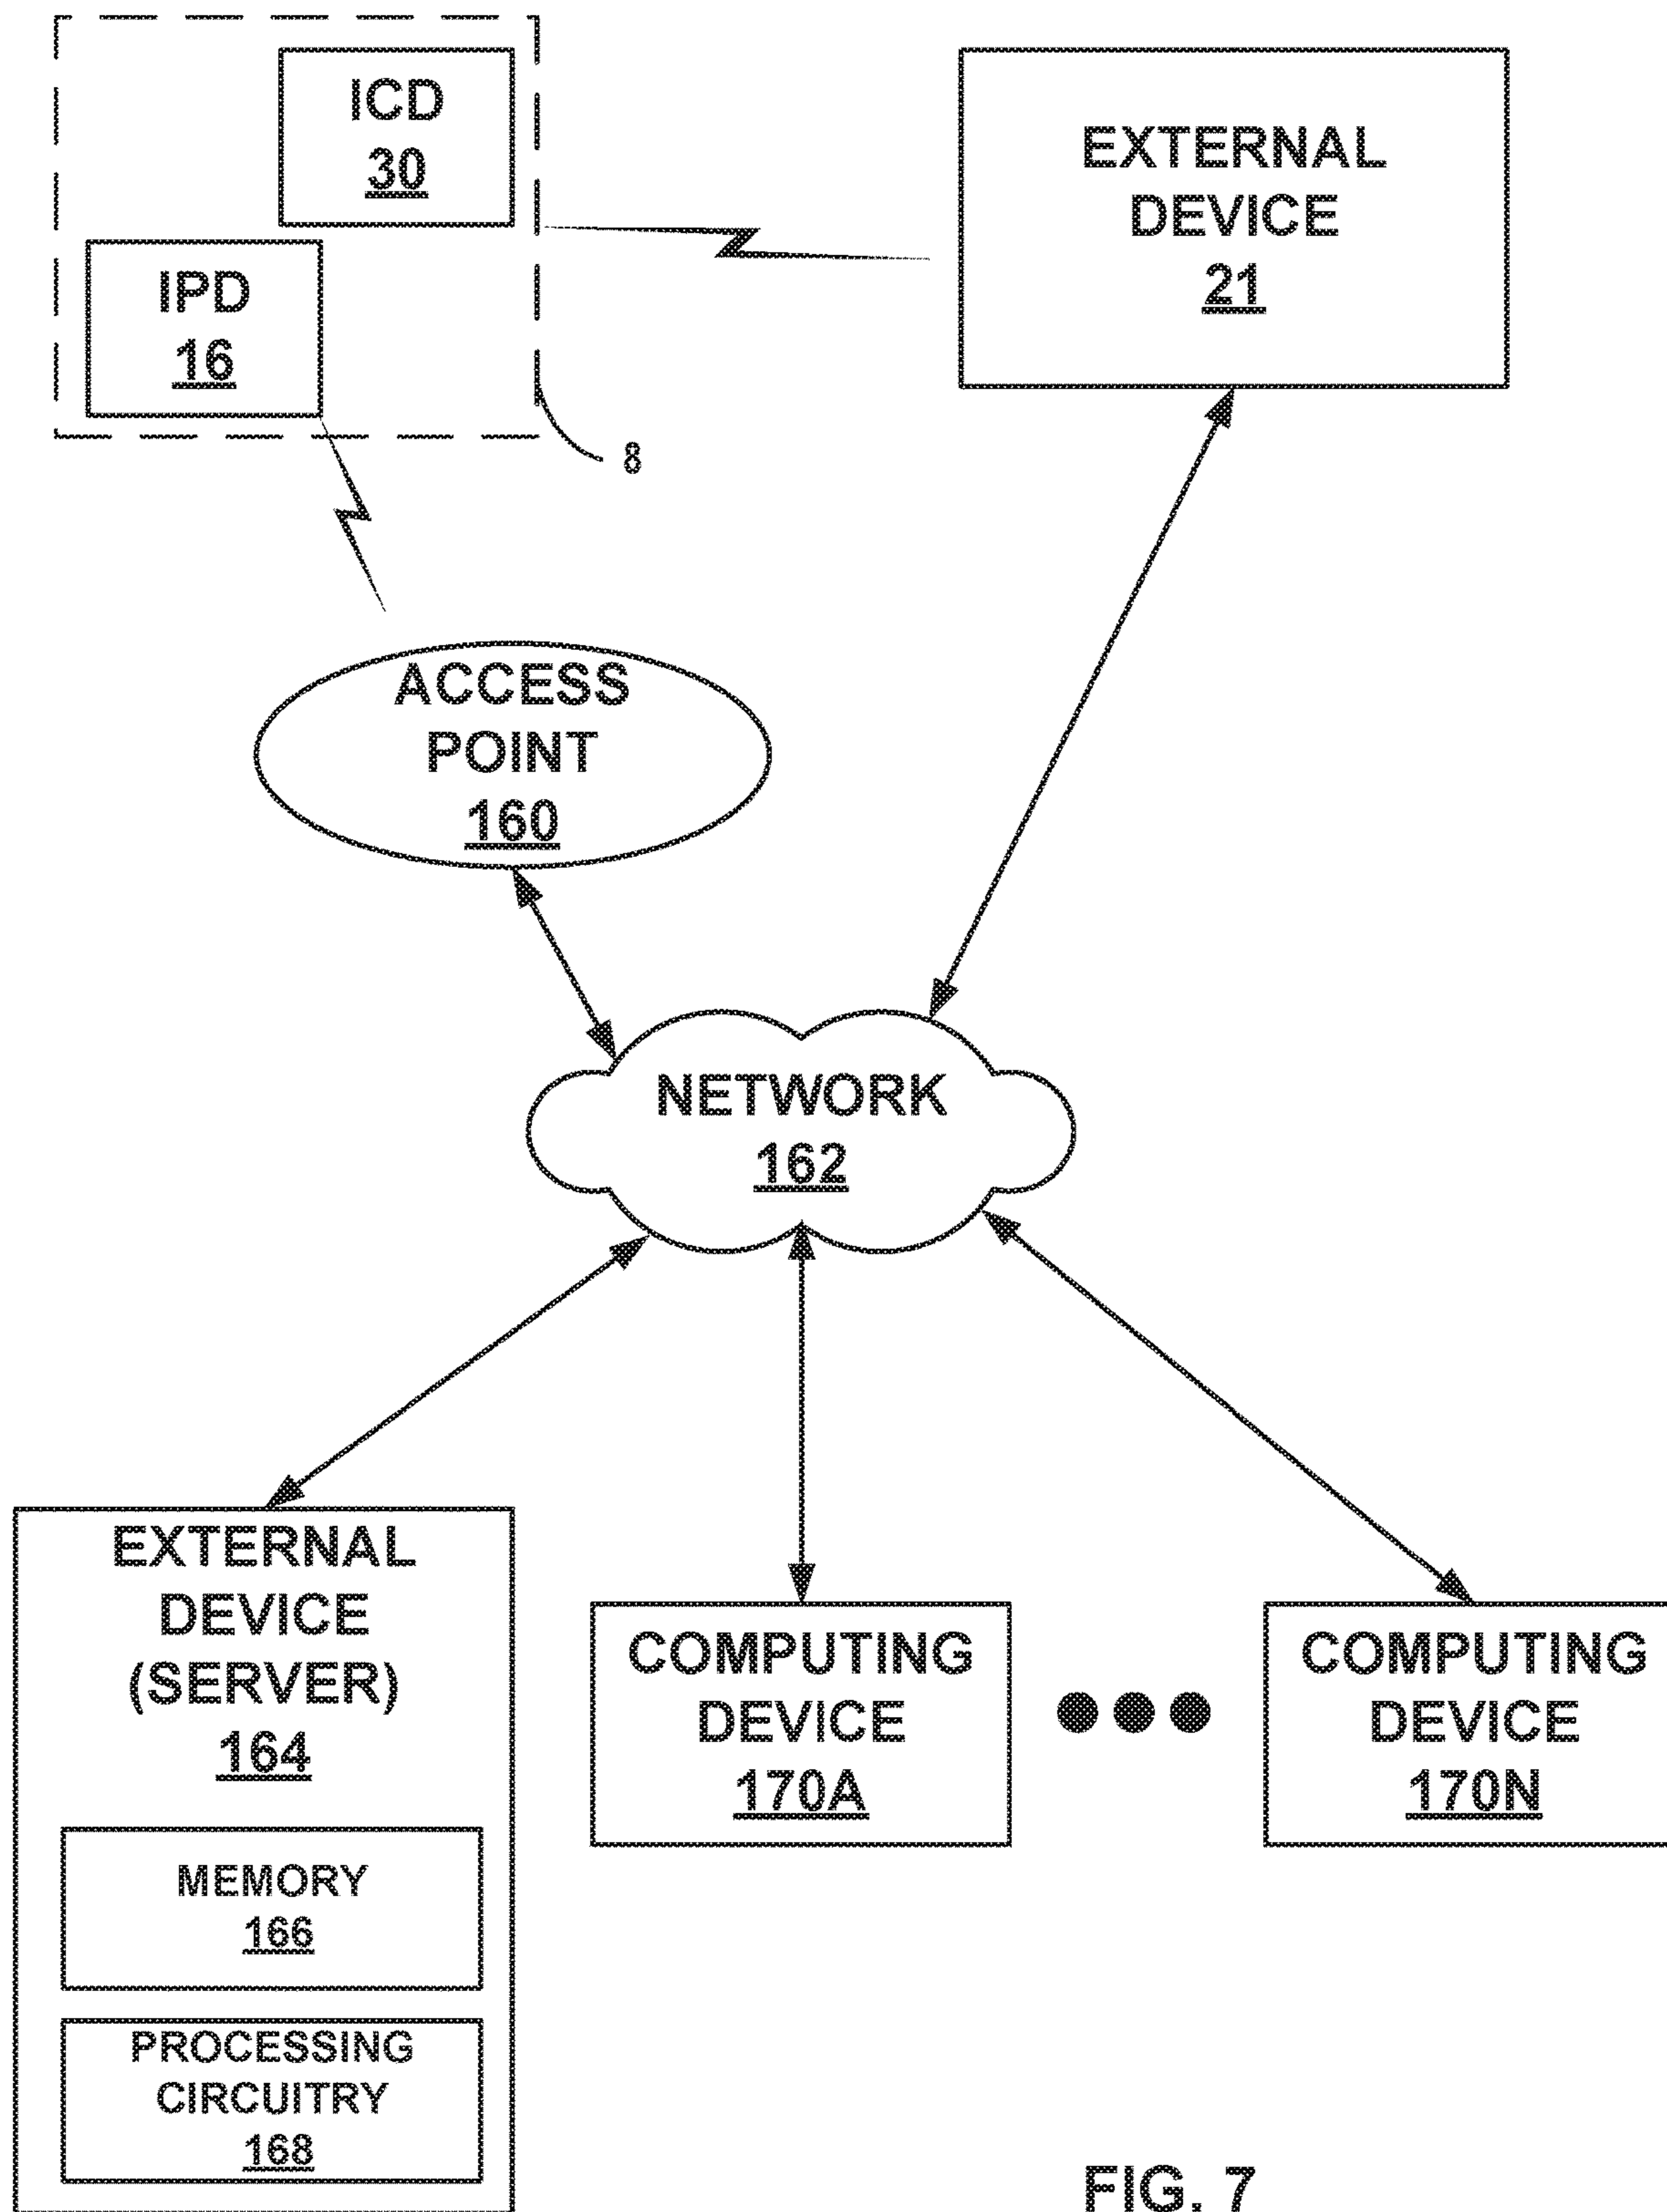 ICD
30
IPD
16
8
EXTERNAL
DEVICE
21
ACCESS
POINT
160
NETWORK
162
EXTERNAL
DEVICE
(SERVER)
164
MEMORY
166
PROCESSING
CIRCUITRY
168
COMPUTING
DEVICE
170A
COMPUTING
DEVICE
170N
FIG. 7